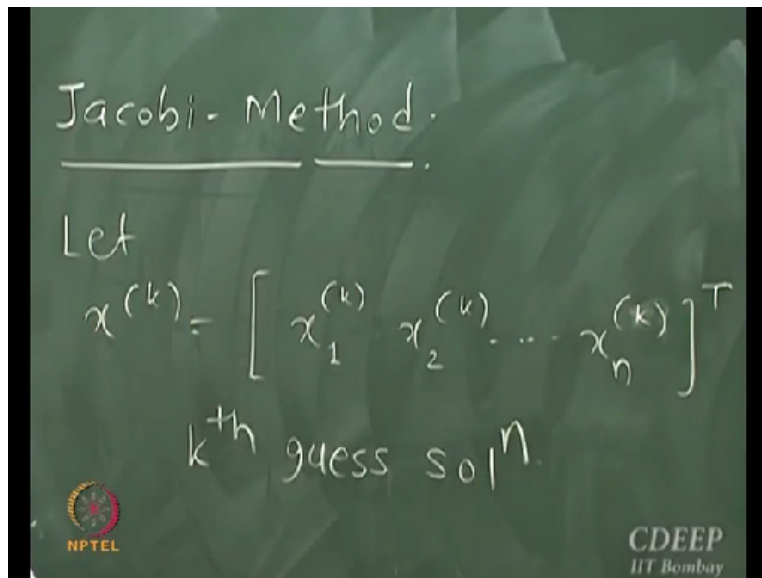 Jacobi - Method.
Let
x^(k) = [ x_1^(k) x_2^(k) .... x_n^(k) ]^T
k^th guess sol^n.
NPTEL
CDEEP
IIT Bombay